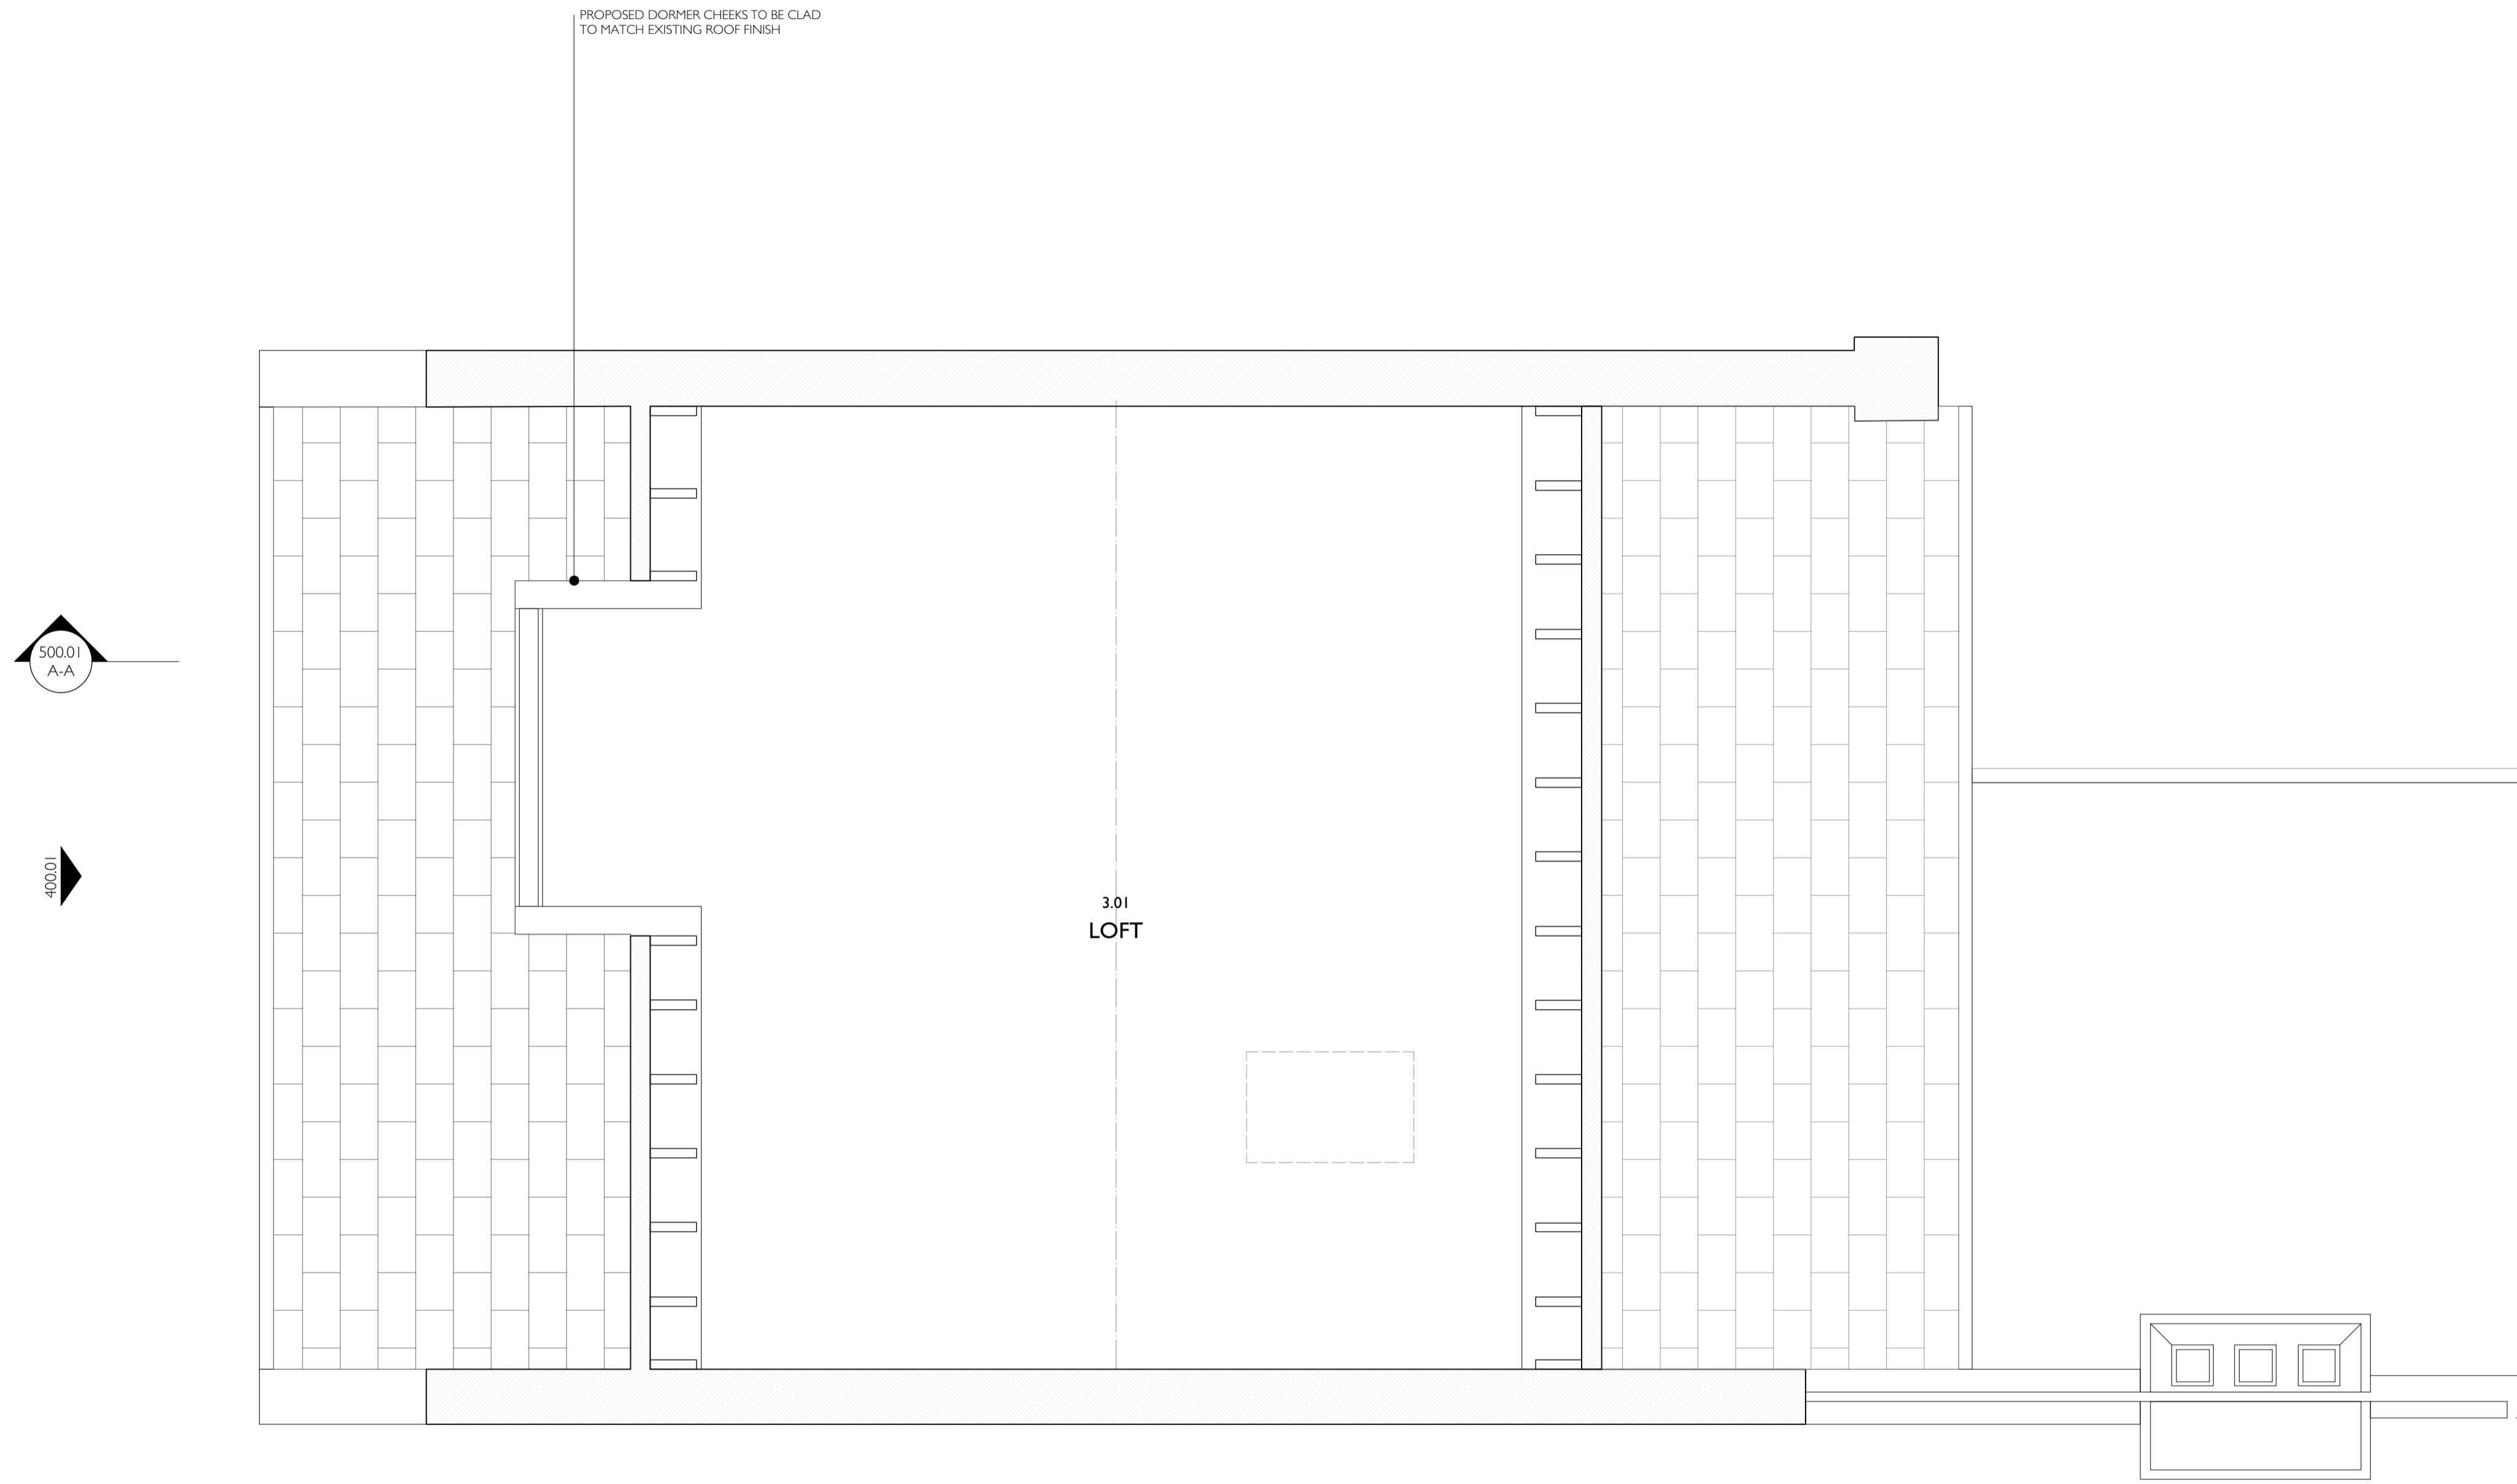 PROPOSED DORMER CHEEKS TO BE CLAD
TO MATCH EXISTING ROOF FINISH
500.01
A-A
400.01
3.01
LOFT